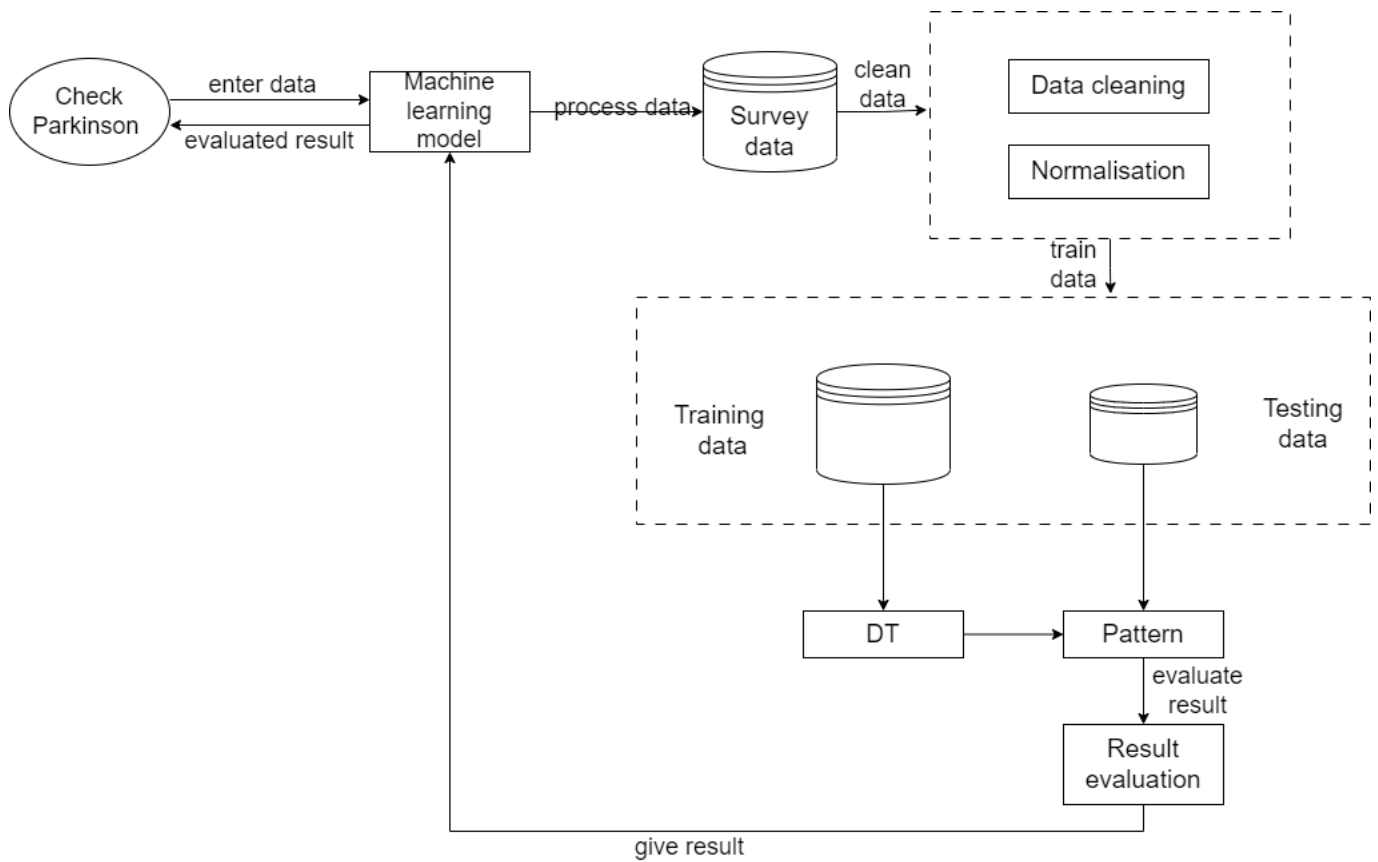 Check
Parkinson
enter data
evaluated result
Machine
learning
model
process data
Survey
data
clean
data
Data cleaning
Normalisation
train
data
Training
data
Testing
data
DT
Pattern
evaluate
result
Result
evaluation
give result